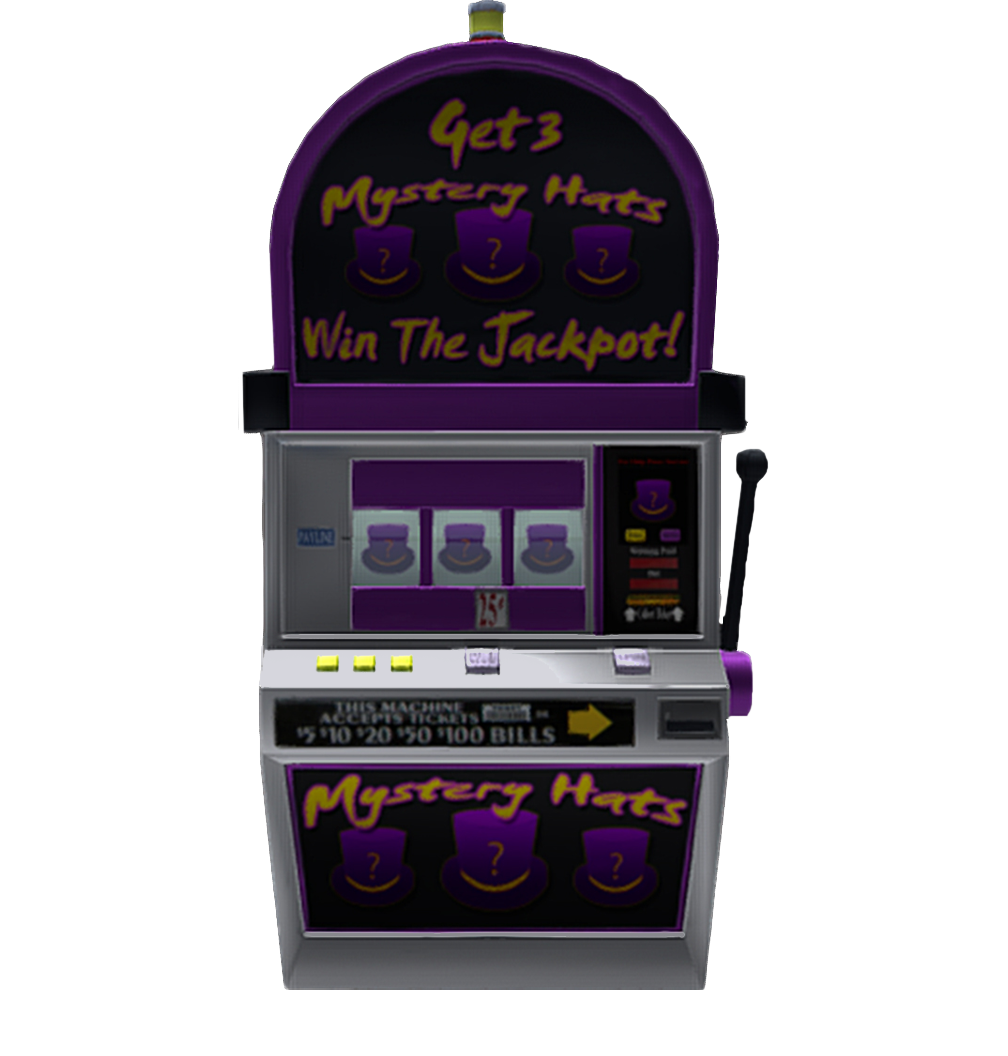 Get 3
Mystery Hats
?
?
?
Win The Jackpot!
?
PAYLINE
?
?
?
Winning Paid
25¢
THIS MACHINE
ACCEPTS TICKETS
$5 $10 $20 $50 $100 BILLS
Mystery Hats
?
?
?